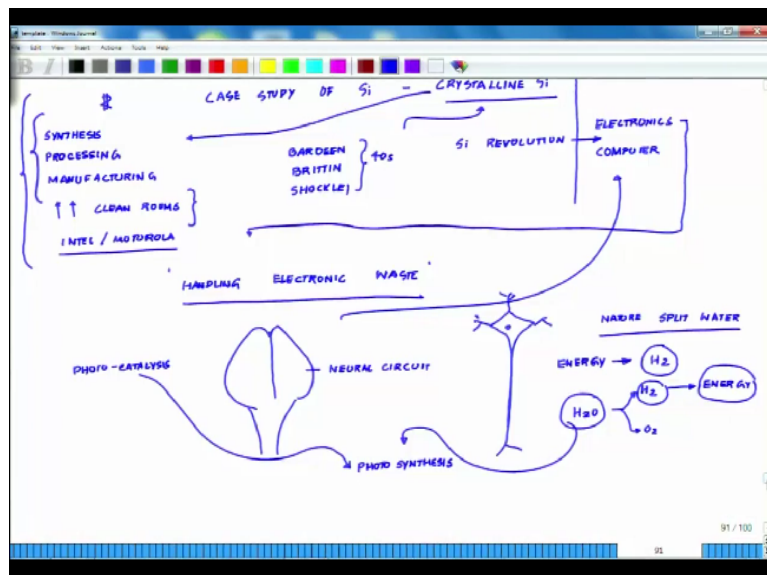 template - Windows Journal
File Edit View Insert Actions Tools Help
B I
$ CASE STUDY OF Si - CRYSTALLINE Si
SYNTHESIS
PROCESSING
MANUFACTURING
↑↑ CLEAN ROOMS
INTEL / MOTOROLA
BARDEEN
BRITTIN
SHOCKLEY
40s
Si REVOLUTION → ELECTRONICS
COMPUTER
'HANDLING ELECTRONIC WASTE'
PHOTO-CATALYSIS
NEURAL CIRCUIT
PHOTO SYNTHESIS
NATURE SPLIT WATER
ENERGY → H2
H2O H2 → ENERGY
O2
91 / 100
91